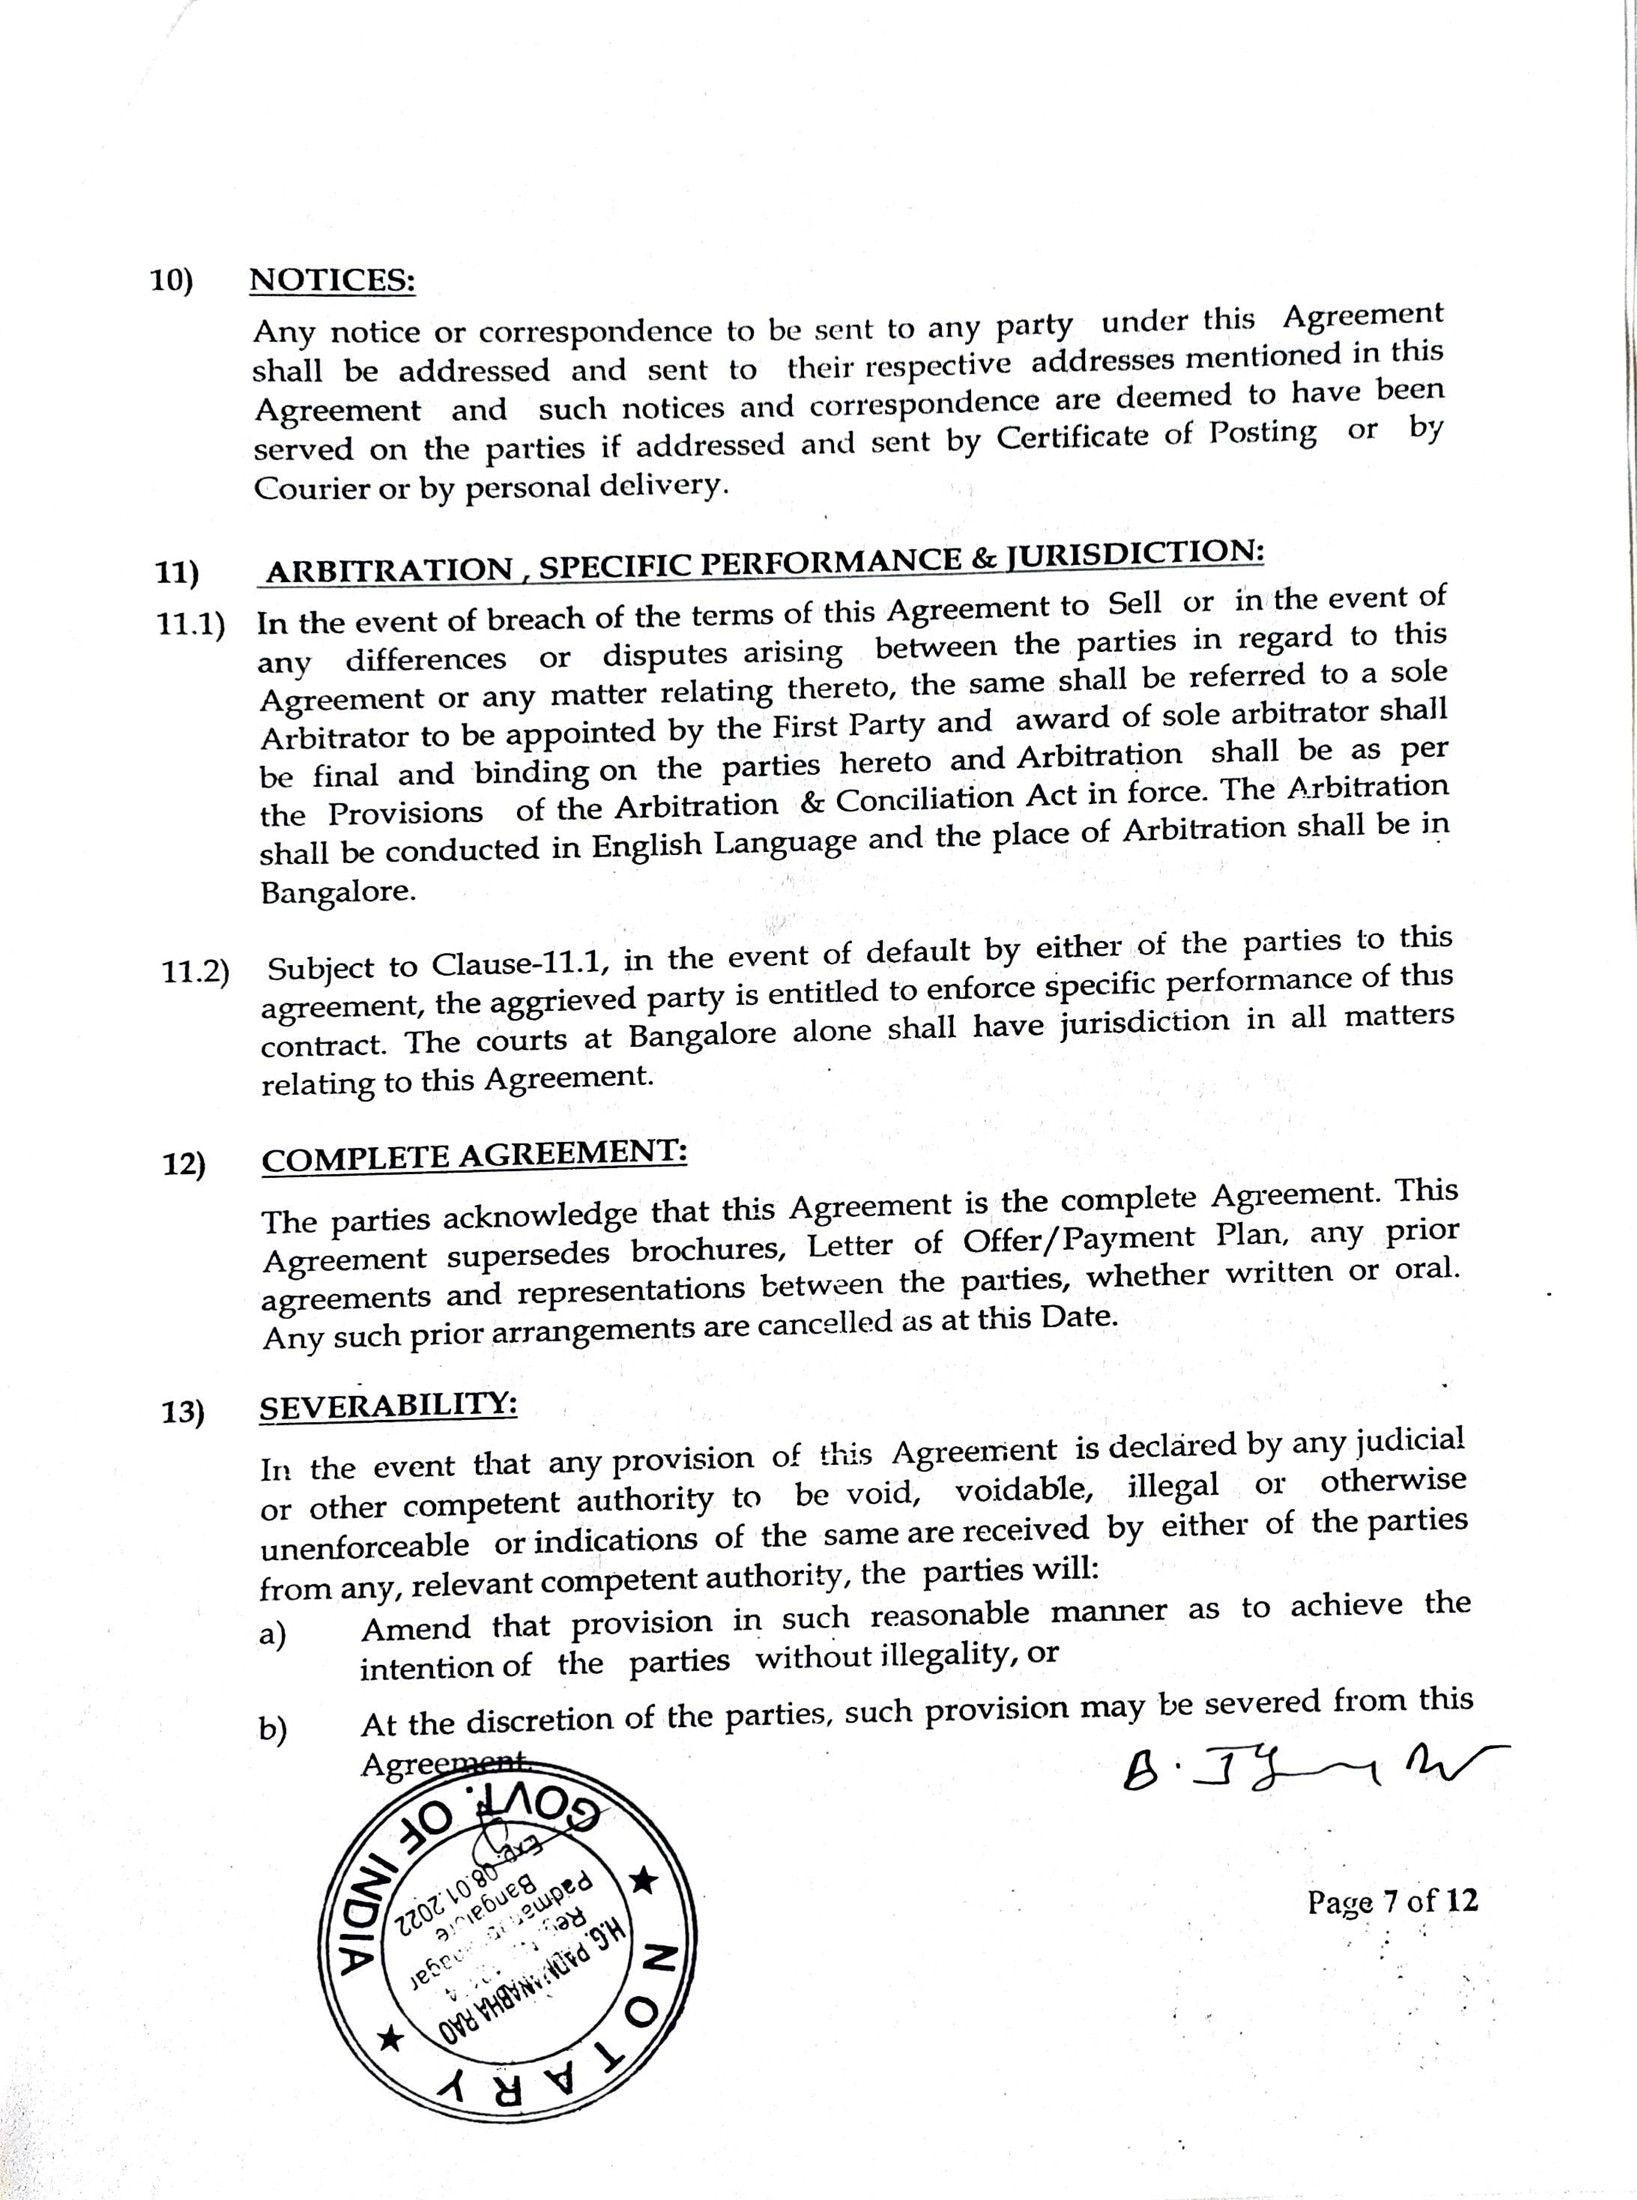 10) NOTICES:
Any notice or correspondence to be sent to any party under this Agreement
shall be addressed and sent to their respective addresses mentioned in this
Agreement and such notices and correspondence are deemed to have been
served on the parties if addressed and sent by Certificate of Posting or by
Courier or by personal delivery.
11) ARBITRATION , SPECIFIC PERFORMANCE & JURISDICTION:
11.1) In the event of breach of the terms of this Agreement to Sell or in the event of
any differences or disputes arising between the parties in regard to this
Agreement or any matter relating thereto, the same shall be referred to a sole
Arbitrator to be appointed by the First Party and award of sole arbitrator shall
be final and binding on the parties hereto and Arbitration shall be as per
the Provisions of the Arbitration & Conciliation Act in force. The Arbitration
shall be conducted in English Language and the place of Arbitration shall be in
Bangalore.
11.2) Subject to Clause-11.1, in the event of default by either of the parties to this
agreement, the aggrieved party is entitled to enforce specific performance of this
contract. The courts at Bangalore alone shall have jurisdiction in all matters
relating to this Agreement.
12) COMPLETE AGREEMENT:
The parties acknowledge that this Agreement is the complete Agreement. This
Agreement supersedes brochures, Letter of Offer/Payment Plan, any prior
agreements and representations between the parties, whether written or oral.
Any such prior arrangements are cancelled as at this Date.
13) SEVERABILITY:
In the event that any provision of this Agreement is declared by any judicial
or other competent authority to be void, voidable, illegal or otherwise
unenforceable or indications of the same are received by either of the parties
from any, relevant competent authority, the parties will:
a) Amend that provision in such reasonable manner as to achieve the
intention of the parties without illegality, or
b) At the discretion of the parties, such provision may be severed from this
Agreement.
NOTARY
GOVT. OF INDIA
H.G. PADMANABHA RAO
Bangalore
Exp. 08.01.2022
Page 7 of 12